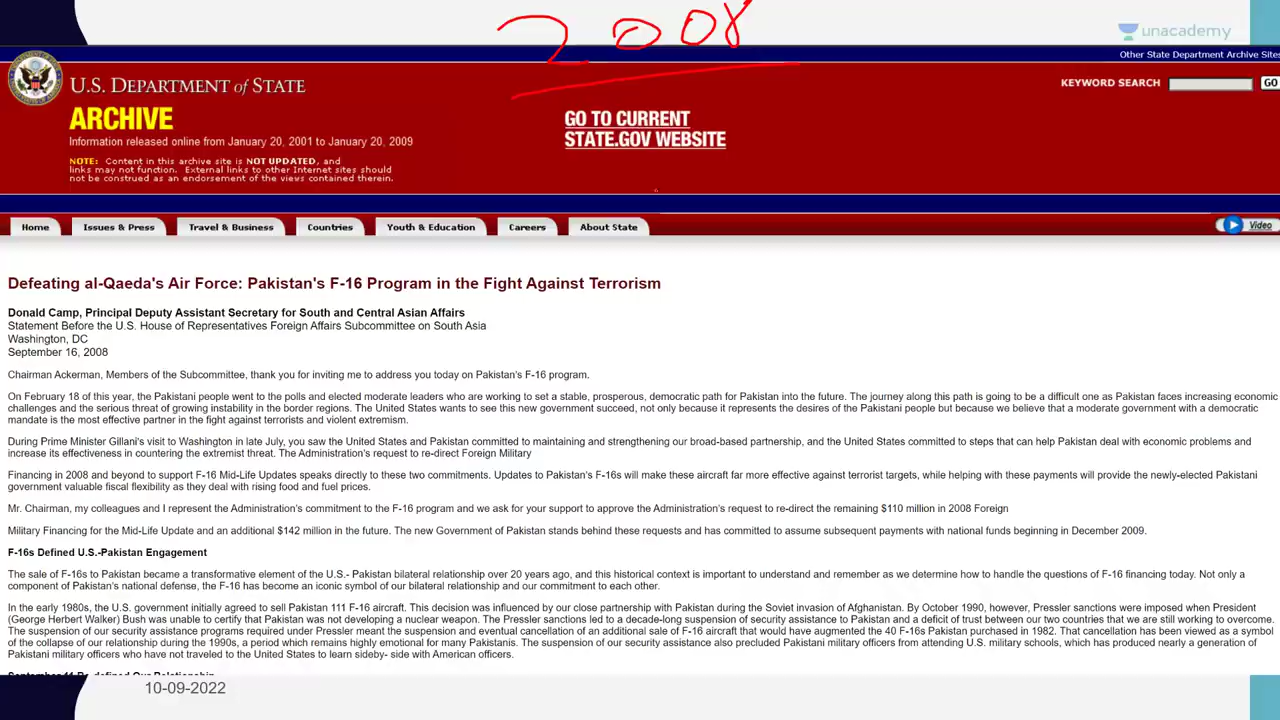 2008
unacademy
Other State Department Archive Sites
U.S. DEPARTMENT of STATE
KEYWORD SEARCH
GO
ARCHIVE
GO TO CURRENT
STATE.GOV WEBSITE
Information released online from January 20, 2001 to January 20, 2009
NOTE: Content in this archive site is NOT UPDATED, and
links may not function. External links to other Internet sites should
not be construed as an endorsement of the views contained therein.
Home Issues & Press Travel & Business Countries Youth & Education Careers About State Video
Defeating al-Qaeda's Air Force: Pakistan's F-16 Program in the Fight Against Terrorism
Donald Camp, Principal Deputy Assistant Secretary for South and Central Asian Affairs
Statement Before the U.S. House of Representatives Foreign Affairs Subcommittee on South Asia
Washington, DC
September 16, 2008
Chairman Ackerman, Members of the Subcommittee, thank you for inviting me to address you today on Pakistan's F-16 program.
On February 18 of this year, the Pakistani people went to the polls and elected moderate leaders who are working to set a stable, prosperous, democratic path for Pakistan into the future. The journey along this path is going to be a difficult one as Pakistan faces increasing economic
challenges and the serious threat of growing instability in the border regions. The United States wants to see this new government succeed, not only because it represents the desires of the Pakistani people but because we believe that a moderate government with a democratic
mandate is the most effective partner in the fight against terrorists and violent extremism.
During Prime Minister Gillani's visit to Washington in late July, you saw the United States and Pakistan committed to maintaining and strengthening our broad-based partnership, and the United States committed to steps that can help Pakistan deal with economic problems and
increase its effectiveness in countering the extremist threat. The Administration's request to re-direct Foreign Military
Financing in 2008 and beyond to support F-16 Mid-Life Updates speaks directly to these two commitments. Updates to Pakistan's F-16s will make these aircraft far more effective against terrorist targets, while helping with these payments will provide the newly-elected Pakistani
government valuable fiscal flexibility as they deal with rising food and fuel prices.
Mr. Chairman, my colleagues and I represent the Administration's commitment to the F-16 program and we ask for your support to approve the Administration's request to re-direct the remaining $110 million in 2008 Foreign
Military Financing for the Mid-Life Update and an additional $142 million in the future. The new Government of Pakistan stands behind these requests and has committed to assume subsequent payments with national funds beginning in December 2009.
F-16s Defined U.S.-Pakistan Engagement
The sale of F-16s to Pakistan became a transformative element of the U.S.- Pakistan bilateral relationship over 20 years ago, and this historical context is important to understand and remember as we determine how to handle the questions of F-16 financing today. Not only a
component of Pakistan's national defense, the F-16 has become an iconic symbol of our bilateral relationship and our commitment to each other.
In the early 1980s, the U.S. government initially agreed to sell Pakistan 111 F-16 aircraft. This decision was influenced by our close partnership with Pakistan during the Soviet invasion of Afghanistan. By October 1990, however, Pressler sanctions were imposed when President
(George Herbert Walker) Bush was unable to certify that Pakistan was not developing a nuclear weapon. The Pressler sanctions led to a decade-long suspension of security assistance to Pakistan and a deficit of trust between our two countries that we are still working to overcome.
The suspension of our security assistance programs required under Pressler meant the suspension and eventual cancellation of an additional sale of F-16 aircraft that would have augmented the 40 F-16s Pakistan purchased in 1982. That cancellation has been viewed as a symbol
of the collapse of our relationship during the 1990s, a period which remains highly emotional for many Pakistanis. The suspension of our security assistance also precluded Pakistani military officers from attending U.S. military schools, which has produced nearly a generation of
Pakistani military officers who have not traveled to the United States to learn sideby- side with American officers.
10-09-2022